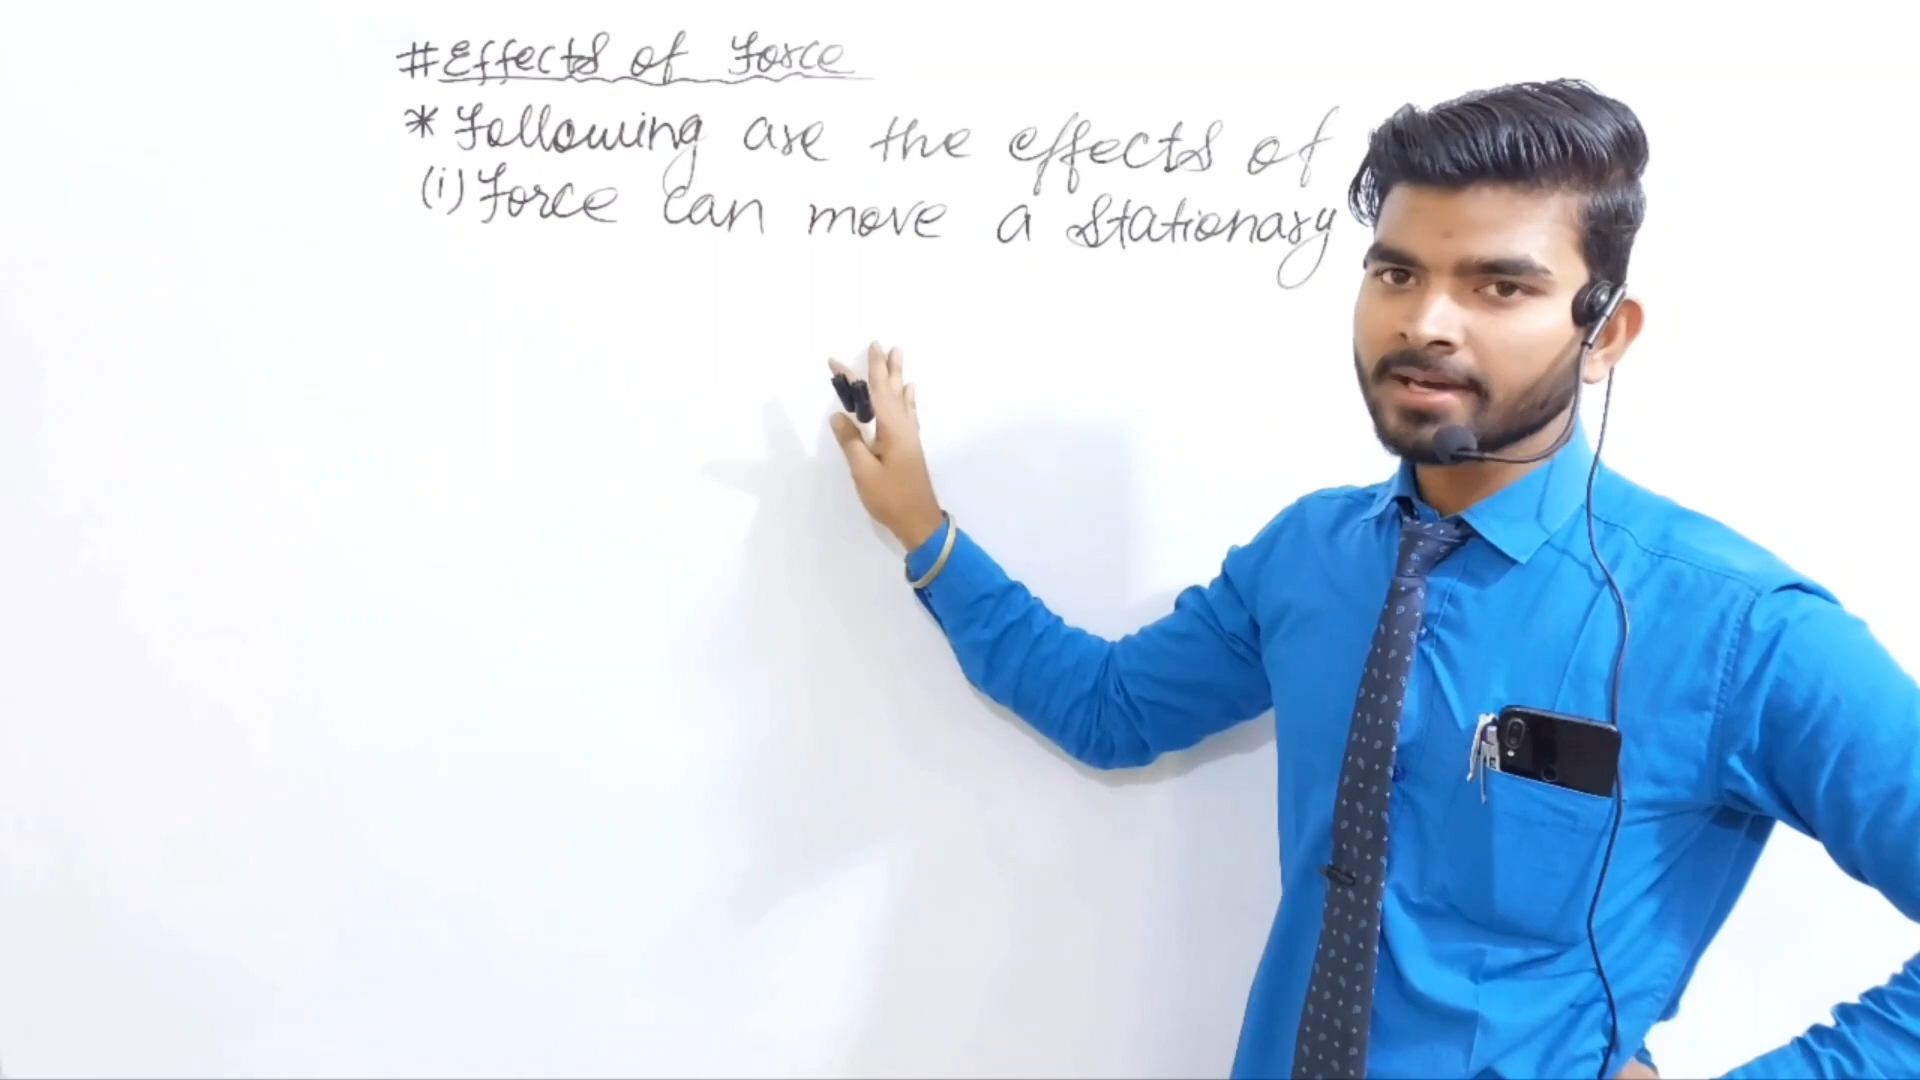 #Effects of force
*Following are the effects of
(i) Force can move a stationary